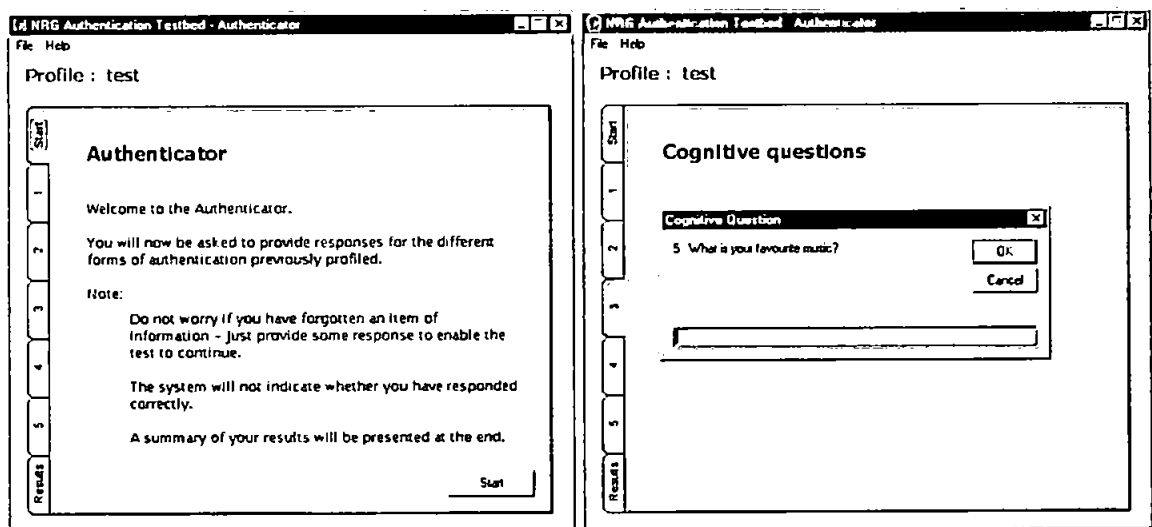 NRG Authentication Testbed - Authenticator
File Help
Profile : test
Start
1
2
3
4
5
Results
Authenticator
Welcome to the Authenticator.
You will now be asked to provide responses for the different
forms of authentication previously profiled.
Note:
Do not worry if you have forgotten an item of
information - just provide some response to enable the
test to continue.
The system will not indicate whether you have responded
correctly.
A summary of your results will be presented at the end.
Start
NRG Authentication Testbed - Authenticator
File Help
Profile : test
Start
1
2
3
4
5
Results
Cognitive questions
Cognitive Question
5 What is your favourite music?
OK
Cancel